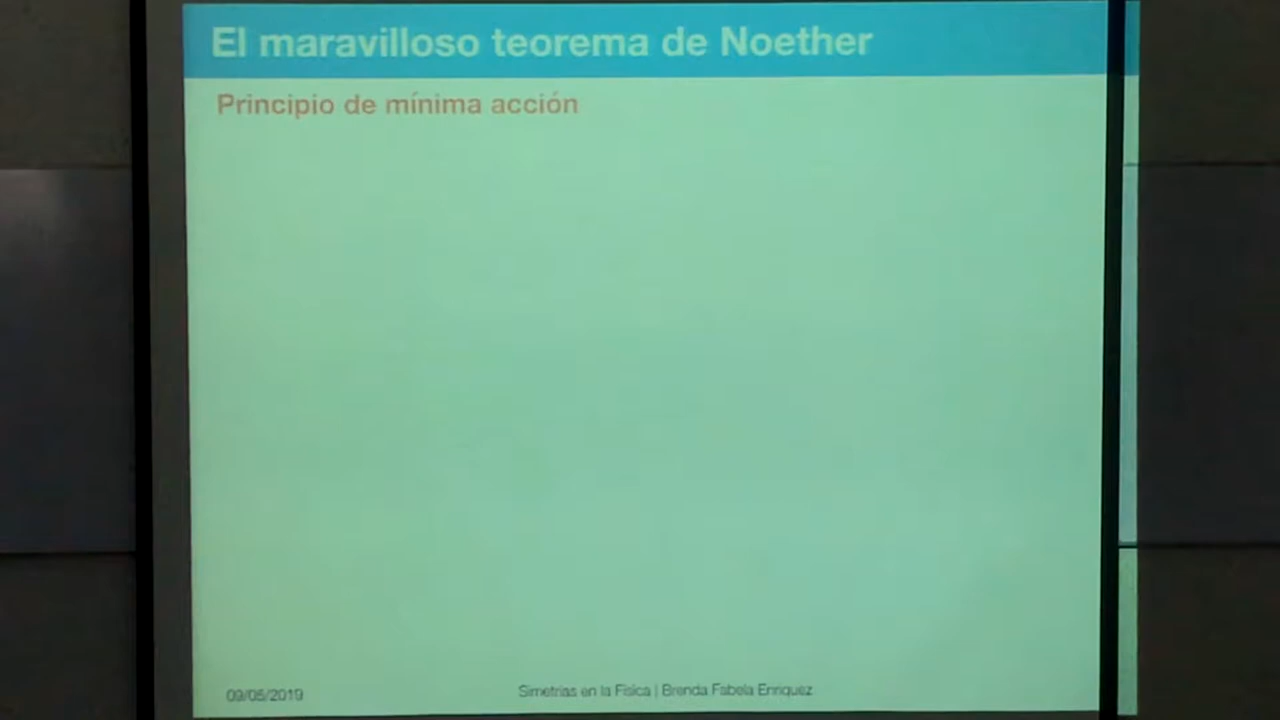 El maravilloso teorema de Noether
Principio de mínima acción
09/05/2019
Simetrías en la Física | Brenda Fabela Enríquez